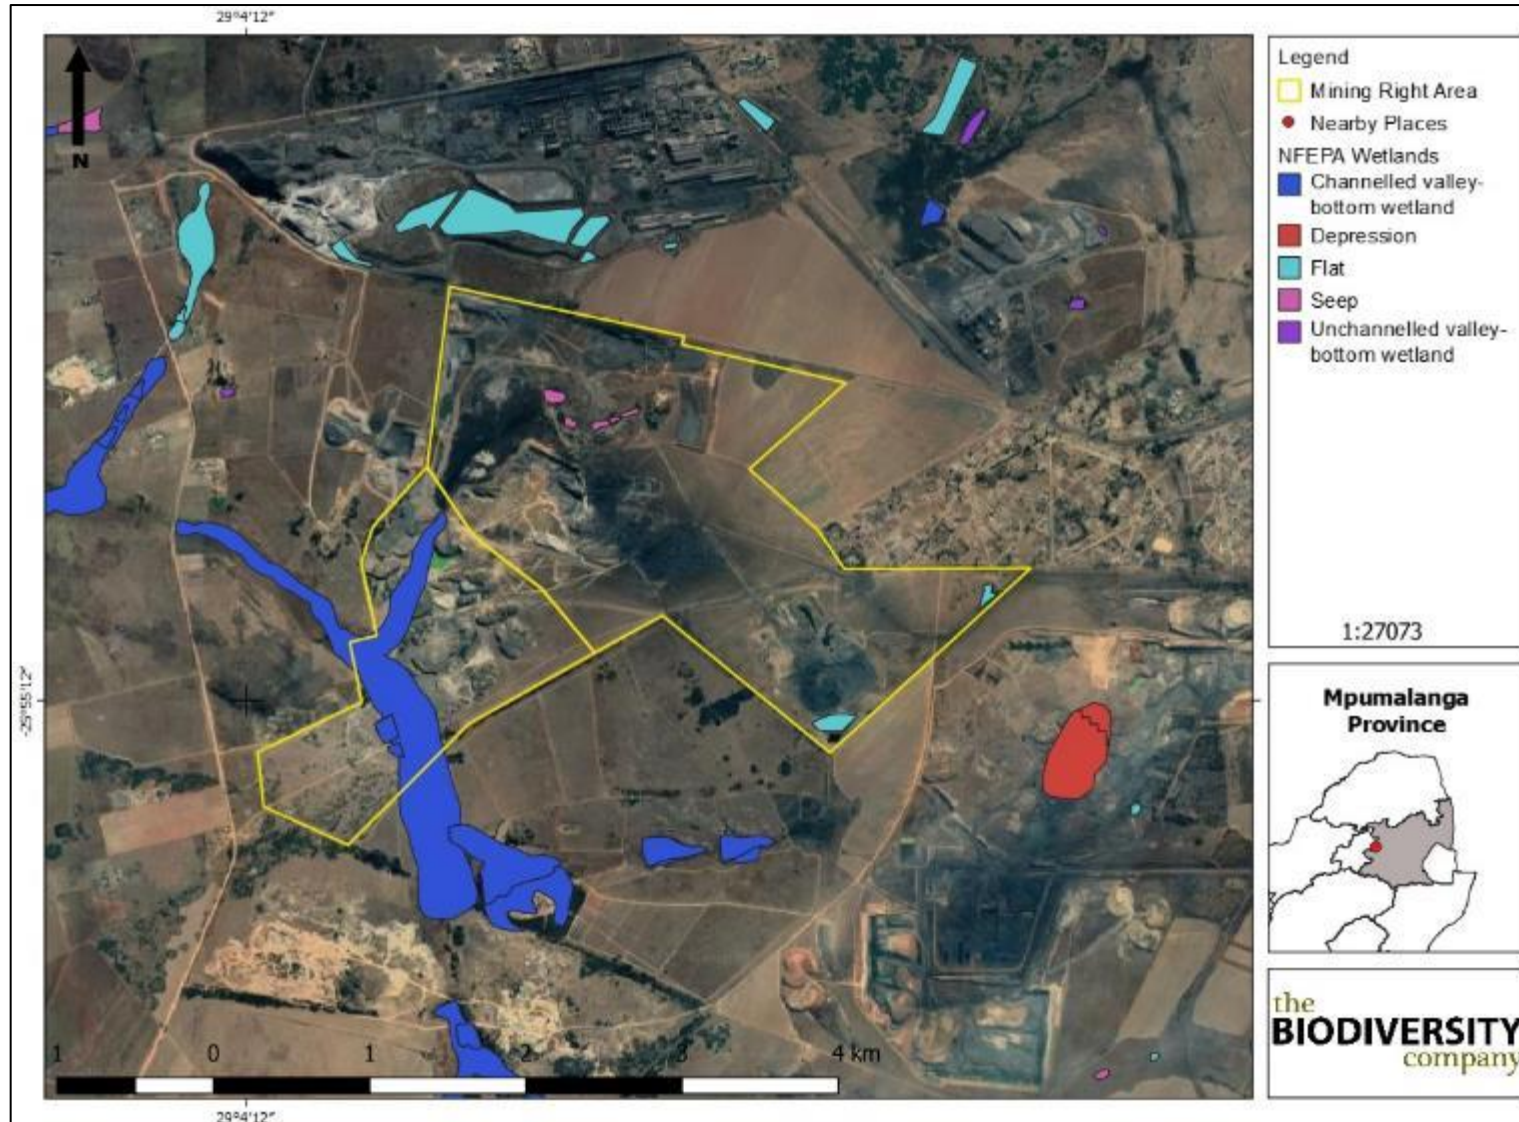 29°4'12"
N
-25°55'12"
1 0 1 2 3 4 km
29°4'12"
Legend
Mining Right Area
Nearby Places
NFEPA Wetlands
Channelled valley-
bottom wetland
Depression
Flat
Seep
Unchannelled valley-
bottom wetland
1:27073
Mpumalanga
Province
the
BIODIVERSITY
company